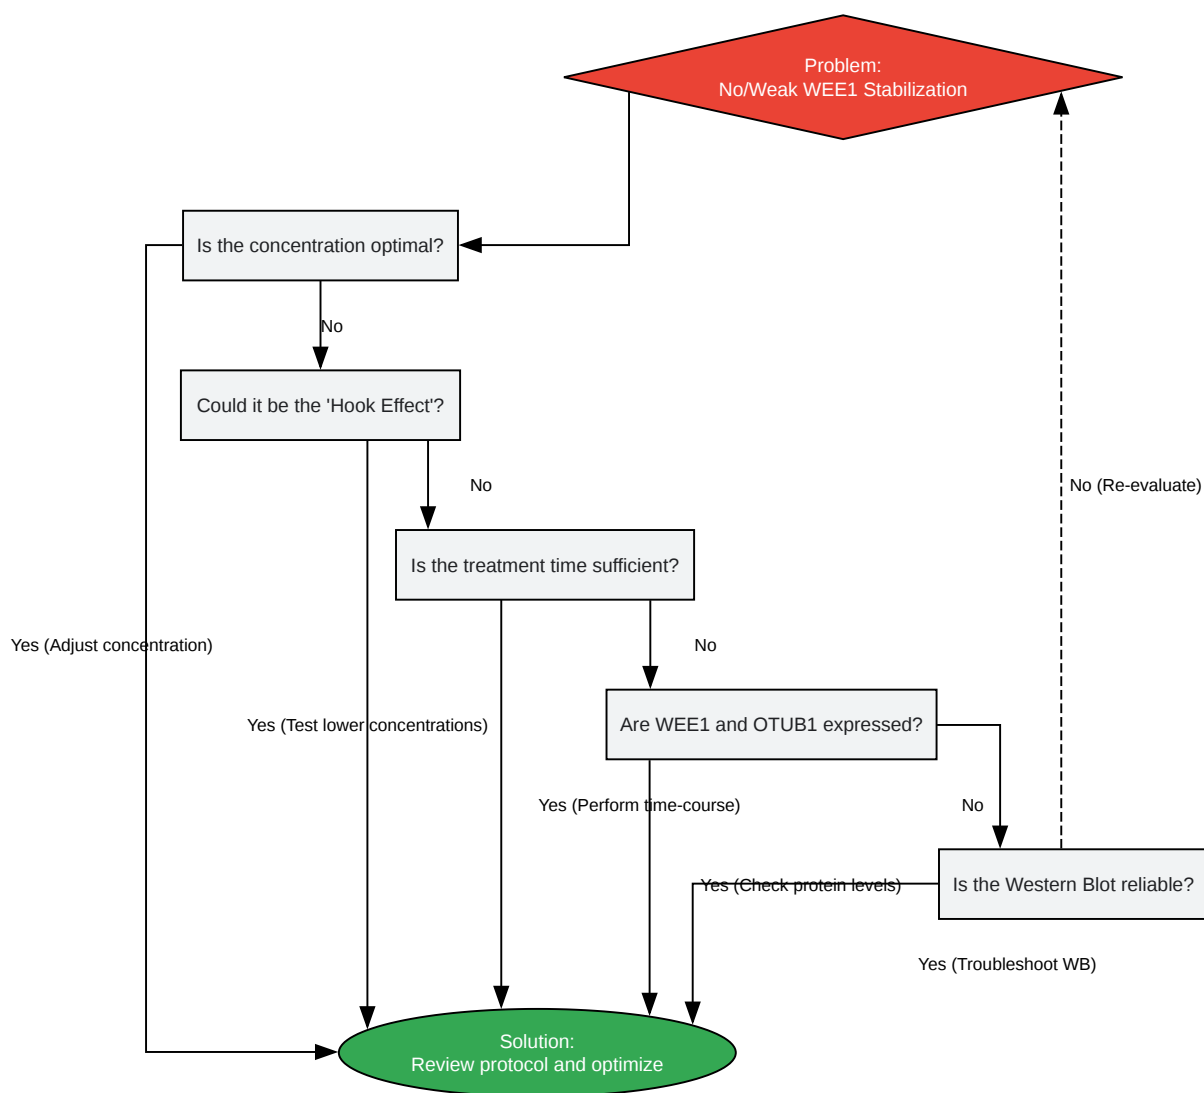 Problem:
No/Weak WEE1 Stabilization
Is the concentration optimal?
No
Could it be the 'Hook Effect'?
No
No (Re-evaluate)
Is the treatment time sufficient?
Yes (Adjust concentration)
No
Yes (Test lower concentrations)
Are WEE1 and OTUB1 expressed?
Yes (Perform time-course)
No
Yes (Check protein levels)
Is the Western Blot reliable?
Yes (Troubleshoot WB)
Solution:
Review protocol and optimize